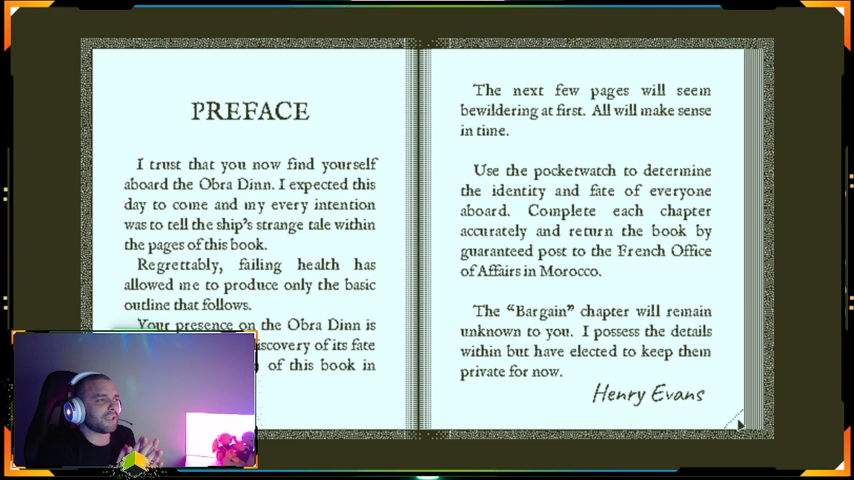 PREFACE
I trust that you now find yourself
aboard the Obra Dinn. I expected this
day to come and my every intention
was to tell the ship's strange tale within
the pages of this book.
Regrettably, failing health has
allowed me to produce only the basic
outline that follows.
Your presence on the Obra Dinn is
discovery of its fate
of this book in
The next few pages will seem
bewildering at first. All will make sense
in time.
Use the pocketwatch to determine
the identity and fate of everyone
aboard. Complete each chapter
accurately and return the book by
guaranteed post to the French Office
of Affairs in Morocco.
The “Bargain” chapter will remain
unknown to you. I possess the details
within but have elected to keep them
private for now.
Henry Evans